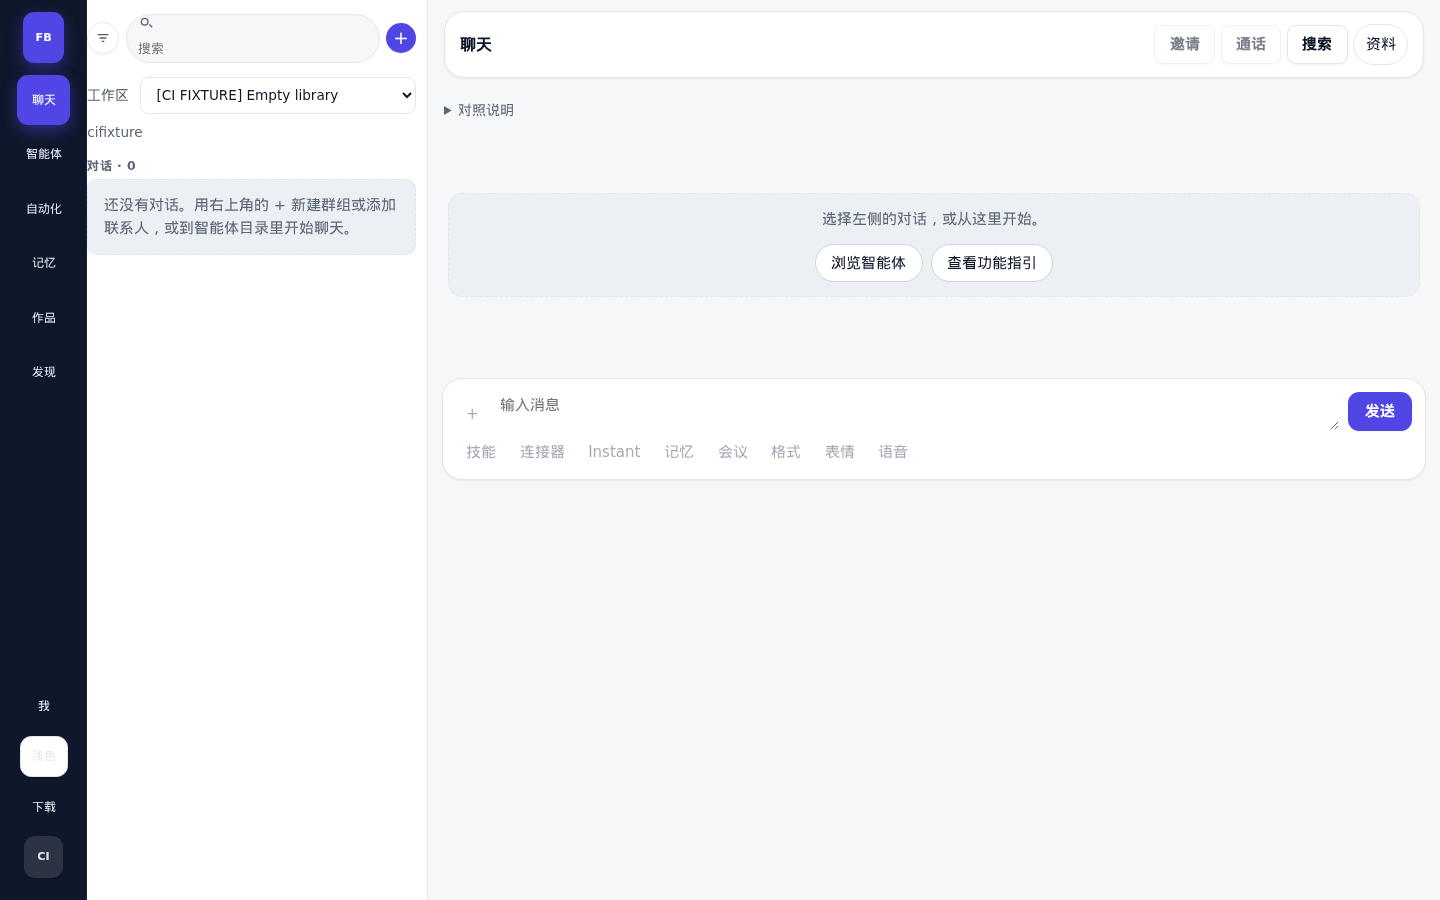 FB
聊天
智能体
自动化
记忆
作品
发现
我
浅色
下载
CI
搜索
+
工作区
[CI FIXTURE] Empty library
cifixture
对话 · 0
还没有对话。用右上角的 + 新建群组或添加
联系人，或到智能体目录里开始聊天。
聊天
邀请
通话
搜索
资料
▶ 对照说明
选择左侧的对话，或从这里开始。
浏览智能体
查看功能指引
+
输入消息
发送
技能
连接器
Instant
记忆
会议
格式
表情
语音